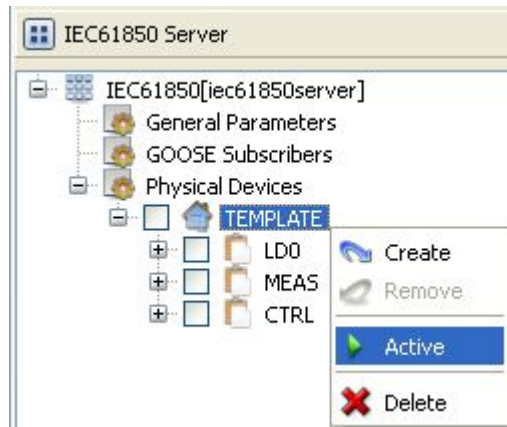 IEC61850 Server
IEC61850[iec61850server]
General Parameters
GOOSE Subscribers
Physical Devices
TEMPLATE
LD0
Create
MEAS
Remove
CTRL
Active
Delete